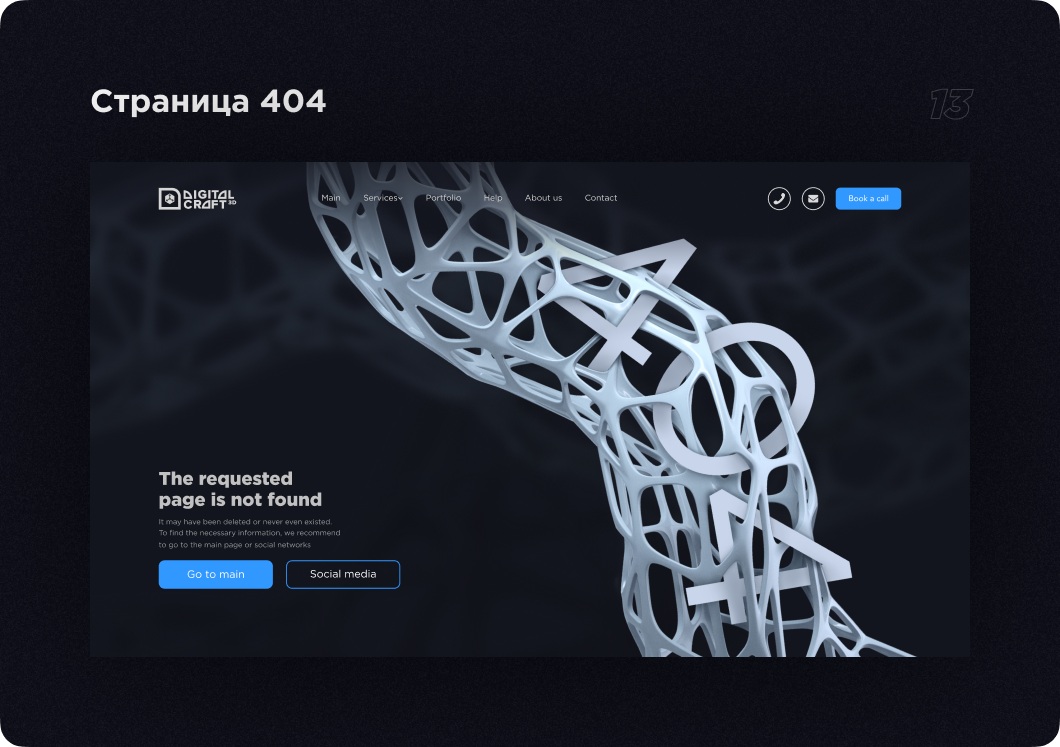 Страница 404
13
DIGITAL
CRAFT 3D
Main Services Portfolio Help About us Contact
Book a call
404
The requested
page is not found
It may have been deleted or never even existed.
To find the necessary information, we recommend
to go to the main page or social networks
Go to main Social media